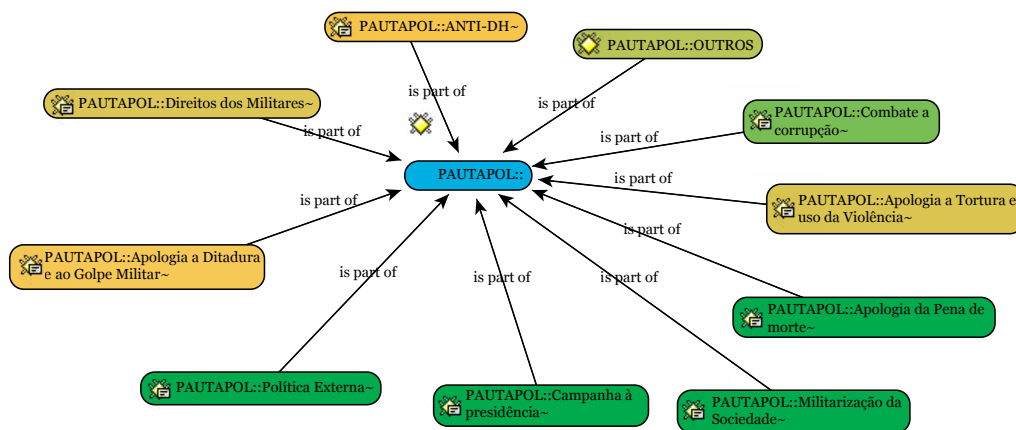 PAUTAPOL::ANTI-DH~
PAUTAPOL::OUTROS
PAUTAPOL::Direitos dos Militares~
is part of
is part of
PAUTAPOL::Combate a
corrupção~
is part of
is part of
PAUTAPOL::
is part of
is part of
PAUTAPOL::Apologia a Tortura e
uso da Violência~
is part of
PAUTAPOL::Apologia a Ditadura
e ao Golpe Militar~
is part of
is part of
is part of
PAUTAPOL::Apologia da Pena de
morte~
PAUTAPOL::Política Externa~
PAUTAPOL::Campanha à
presidência~
PAUTAPOL::Militarização da
Sociedade~